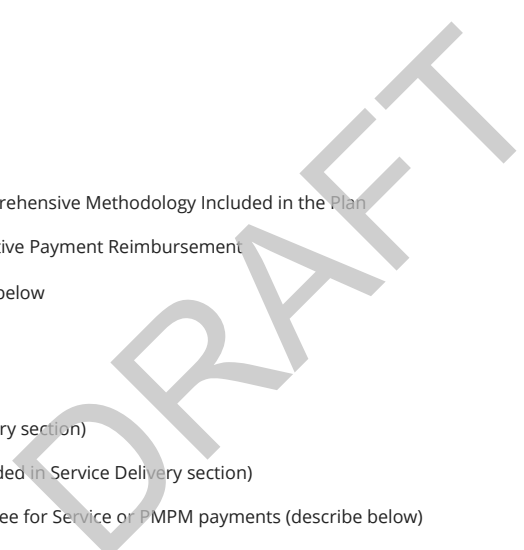 rehensive Methodology Included in the Plan
tive Payment Reimbursement
below
ry section)
ded in Service Delivery section)
ee for Service or PMPM payments (describe below)
DRAFT